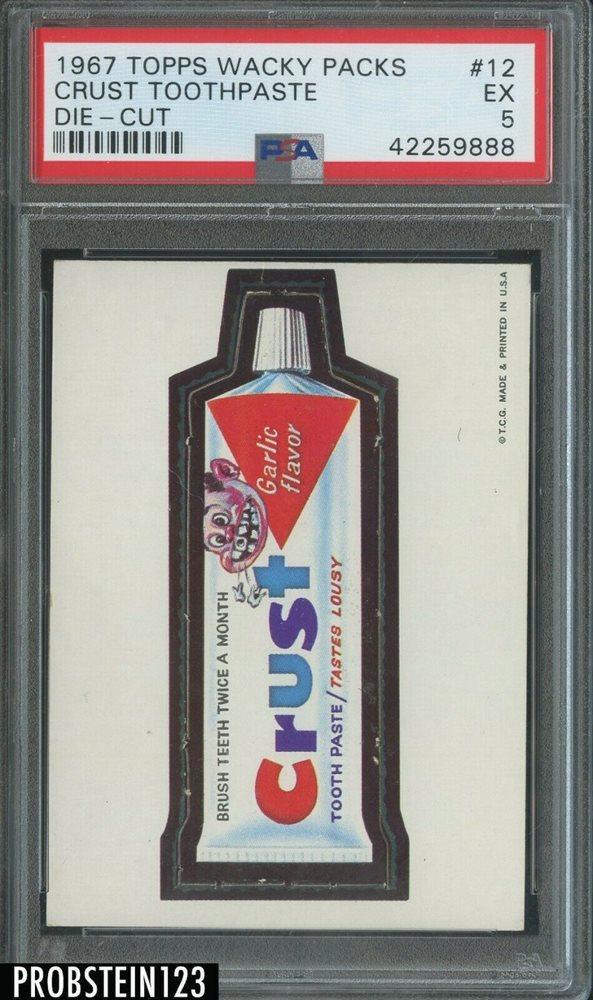 1967 TOPPS WACKY PACKS #12
CRUST TOOTHPASTE EX
DIE-CUT 5
PSA 42259888
©T.C.G. MADE & PRINTED IN U.S.A
Garlic
flavor
BRUSH TEETH TWICE A MONTH
Crust
TOOTH PASTE/TASTES LOUSY
PSA
PROBSTEIN123